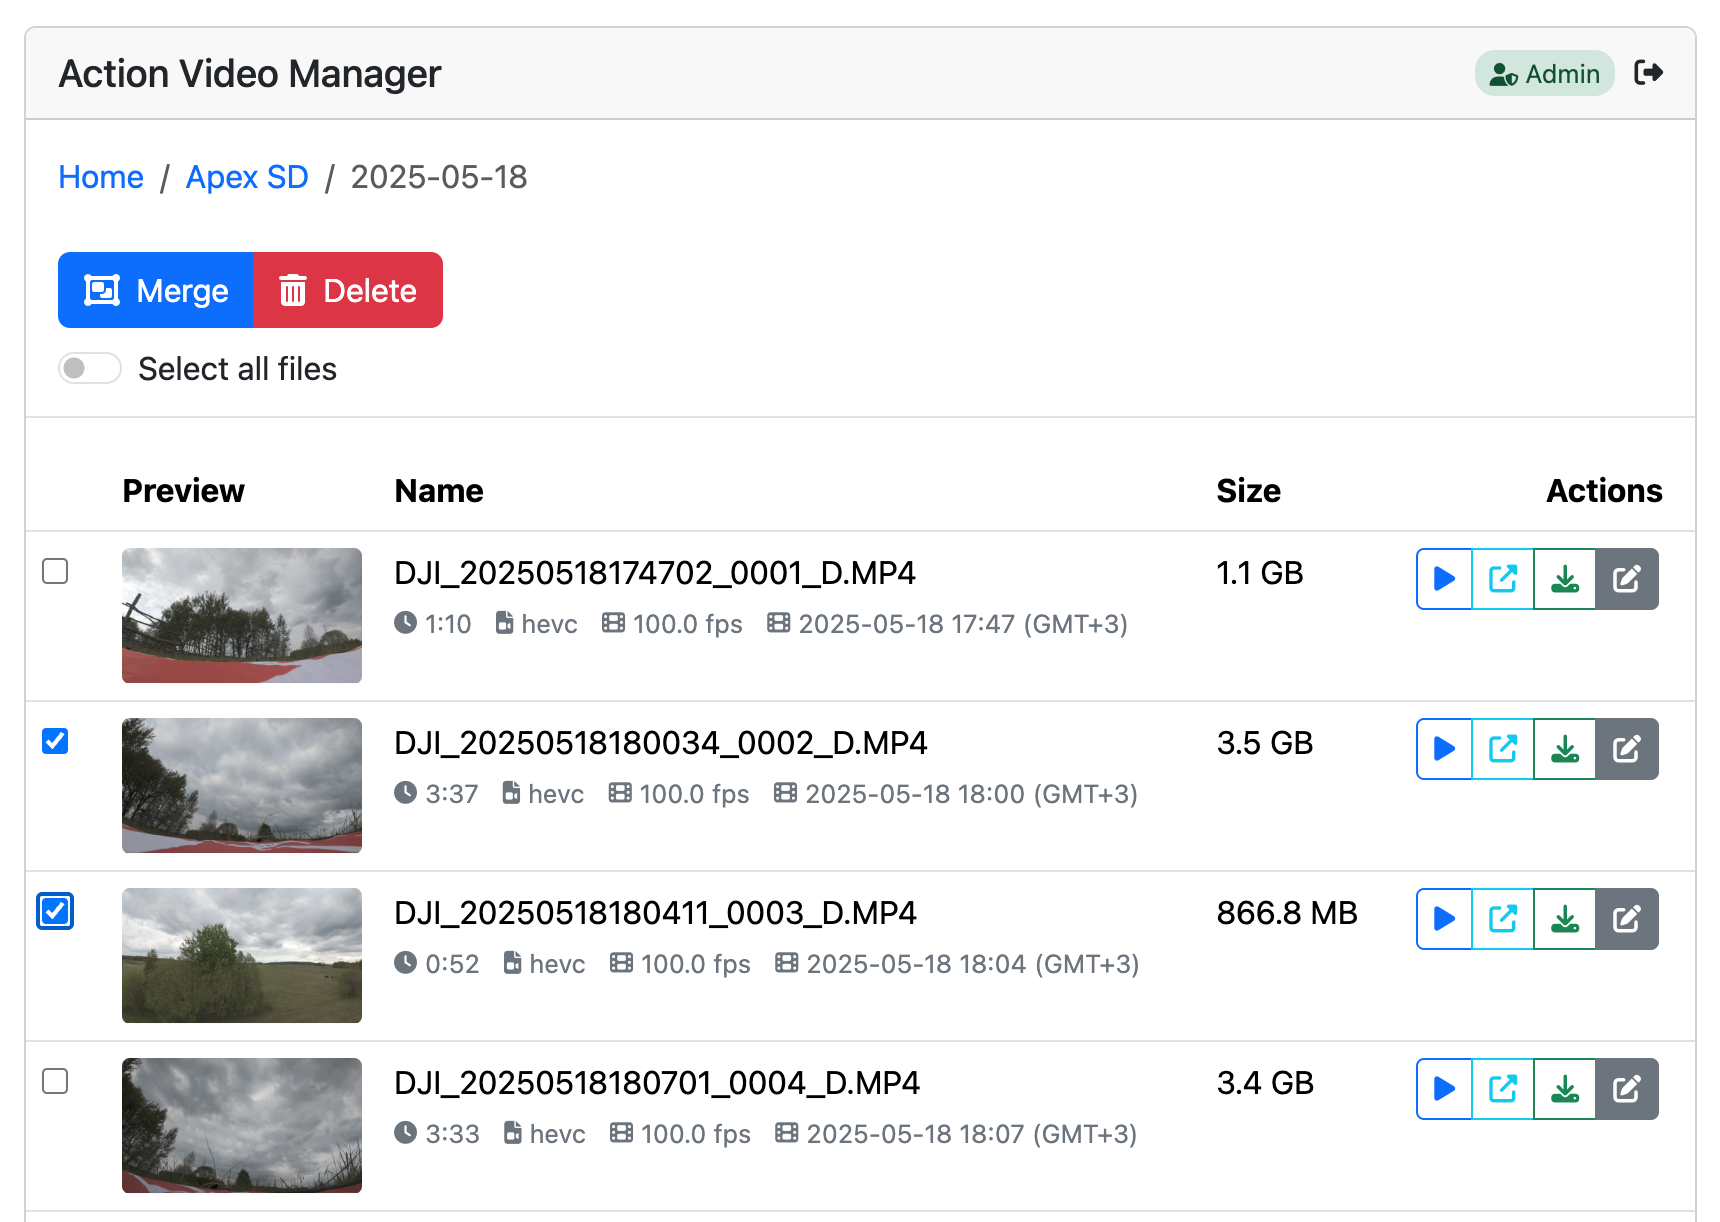 Action Video Manager
Admin
Home / Apex SD / 2025-05-18
Merge
Delete
Select all files
Preview Name Size Actions
DJI_20250518174702_0001_D.MP4 1.1 GB
1:10 hevc 100.0 fps 2025-05-18 17:47 (GMT+3)
DJI_20250518180034_0002_D.MP4 3.5 GB
3:37 hevc 100.0 fps 2025-05-18 18:00 (GMT+3)
DJI_20250518180411_0003_D.MP4 866.8 MB
0:52 hevc 100.0 fps 2025-05-18 18:04 (GMT+3)
DJI_20250518180701_0004_D.MP4 3.4 GB
3:33 hevc 100.0 fps 2025-05-18 18:07 (GMT+3)